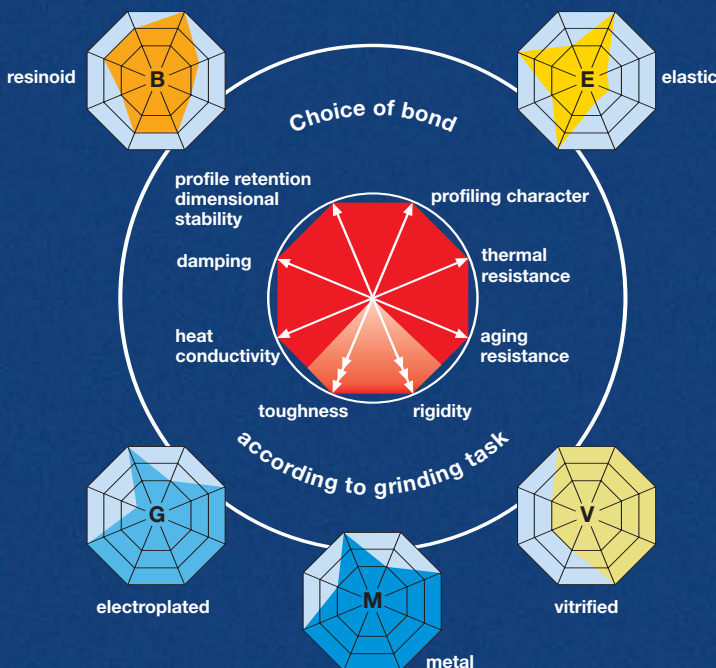 B
resinoid
E
elastic
Choice of bond
profile retention
dimensional
stability
profiling character
damping
thermal
resistance
heat
conductivity
aging
resistance
toughness
rigidity
according to grinding task
G
electroplated
V
vitrified
M
metal